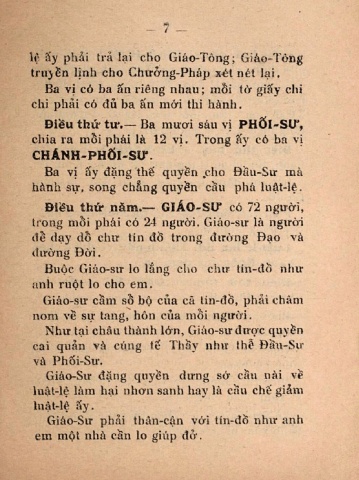 — 7 —
lệ ấy phải trả lại cho Giáo-Tông; Giáo-Tông
truyền lịnh cho Chưởng-Pháp xét nét lại.
Ba vị có ba ấn riêng nhau; mỗi tờ giấy chi
chi phải có đủ ba ấn mới thi hành.
Điều thứ tư.— Ba mươi sáu vị PHỐI-SƯ,
chia ra mỗi phái là 12 vị. Trong ấy có ba vị
CHÁNH-PHỐI-SƯ.
Ba vị ấy đặng thế quyền cho Đầu-Sư mà
hành sự, song chẳng quyền cầu phá luật-lệ.
Điều thứ năm.— GIÁO-SƯ có 72 người,
trong mỗi phái có 24 người. Giáo-sư là người
để dạy dỗ chư tín-đồ trong đường Đạo và
đường Đời.
Buộc Giáo-sư lo lắng cho chư tín-đồ như
anh ruột lo cho em.
Giáo-sư cầm sổ bộ của cã tín-đồ, phải chăm
nom về sự tang, hôn của mỗi người.
Như tại châu thành lớn, Giáo-sư được quyền
cai quản và cúng tế Thầy như thể Đầu-Sư
và Phối-Sư.
Giáo-Sư đặng quyền dưng sớ cầu nài về
luật-lệ làm hại nhơn sanh hay là cầu chế giảm
luật-lệ ấy.
Giáo-Sư phải thân-cận với tín-đồ như anh
em một nhà cần lo giúp đở.